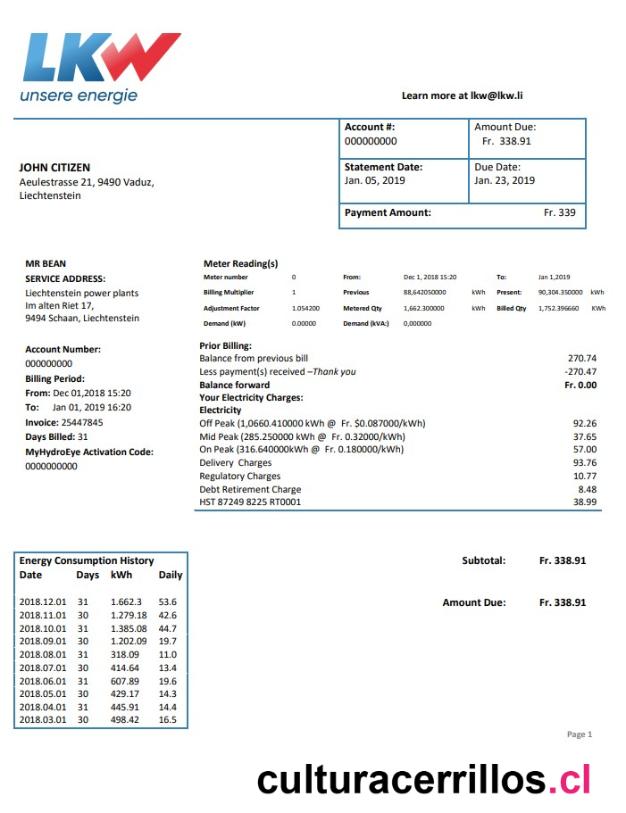 LKW
unsere energie
Learn more at lkw@lkw.li
Account #:
000000000
Amount Due:
Fr. 338.91
Statement Date:
Jan. 05, 2019
Due Date:
Jan. 23, 2019
Payment Amount: Fr. 339
JOHN CITIZEN
Aeulestrasse 21, 9490 Vaduz,
Liechtenstein
MR BEAN
SERVICE ADDRESS:
Liechtenstein power plants
Im alten Riet 17,
9494 Schaan, Liechtenstein
Account Number:
000000000
Billing Period:
From: Dec 01,2018 15:20
To: Jan 01, 2019 16:20
Invoice: 25447845
Days Billed: 31
MyHydroEye Activation Code:
0000000000
Meter Reading(s)
Meter number 0 From: Dec 1, 2018 15:20 To: Jan 1,2019
Billing Multiplier 1 Previous 88,642050000 kWh Present: 90,304.350000 kWh
Adjustment Factor 1.054200 Metered Qty 1,662.300000 kWh Billed Qty 1,752.396660 KWh
Demand (kW) 0.00000 Demand (kVA:) 0,000000
Prior Billing:
Balance from previous bill 270.74
Less payment(s) received –Thank you -270.47
Balance forward Fr. 0.00
Your Electricity Charges:
Electricity
Off Peak (1,0660.410000 kWh @ Fr. $0.087000/kWh) 92.26
Mid Peak (285.250000 kWh @ Fr. 0.32000/kWh) 37.65
On Peak (316.640000kWh @ Fr. 0.180000/kWh) 57.00
Delivery Charges 93.76
Regulatory Charges 10.77
Debt Retirement Charge 8.48
HST 87249 8225 RT0001 38.99
Energy Consumption History
Date Days kWh Daily
2018.12.01 31 1.662.3 53.6
2018.11.01 30 1.279.18 42.6
2018.10.01 31 1.385.08 44.7
2018.09.01 30 1.202.09 19.7
2018.08.01 31 318.09 11.0
2018.07.01 30 414.64 13.4
2018.06.01 31 607.89 19.6
2018.05.01 30 429.17 14.3
2018.04.01 31 445.91 14.4
2018.03.01 30 498.42 16.5
Subtotal: Fr. 338.91
Amount Due: Fr. 338.91
Page 1
culturacerrillos.cl